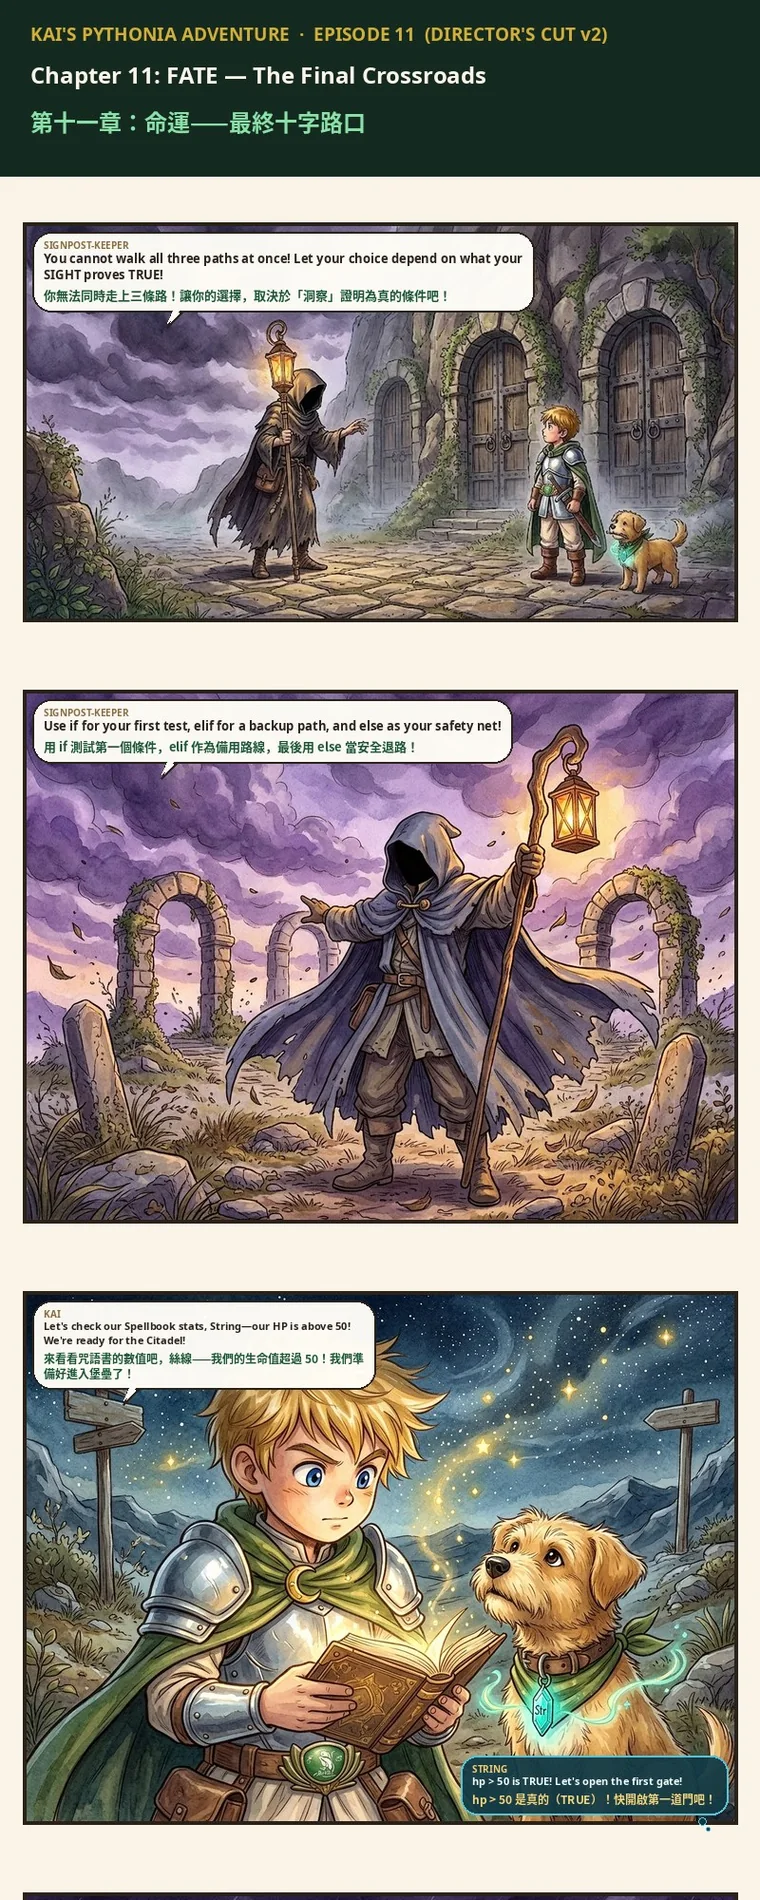 KAI'S PYTHONIA ADVENTURE · EPISODE 11 (DIRECTOR'S CUT v2)
Chapter 11: FATE — The Final Crossroads
第十一章：命運——最終十字路口
SIGNPOST-KEEPER
You cannot walk all three paths at once! Let your choice depend on what your
SIGHT proves TRUE!
你無法同時走上三條路！讓你的選擇，取決於「洞察」證明為真的條件吧！
SIGNPOST-KEEPER
Use if for your first test, elif for a backup path, and else as your safety net!
用 if 測試第一個條件，elif 作為備用路線，最後用 else 當安全退路！
KAI
Let's check our Spellbook stats, String—our HP is above 50!
We're ready for the Citadel!
來看看咒語書的數值吧，絲線——我們的生命值超過 50！我們準
備好進入堡壘了！
Str
STRING
hp > 50 is TRUE! Let's open the first gate!
hp > 50 是真的（TRUE）！快開啟第一道門吧！